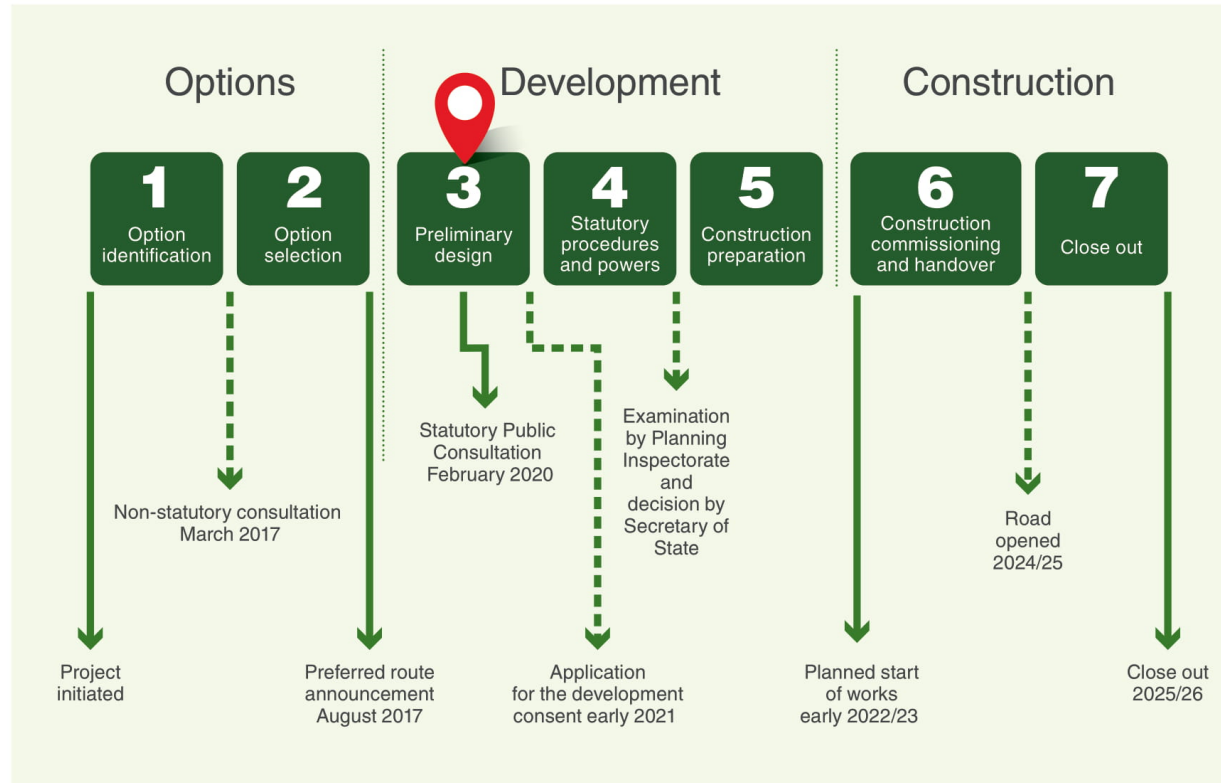 Options
Development
Construction
1
Option
identification
2
Option
selection
3
Preliminary
design
4
Statutory
procedures
and powers
5
Construction
preparation
6
Construction
commissioning
and handover
7
Close out
Statutory Public
Consultation
February 2020
Examination
by Planning
Inspectorate
and
decision by
Secretary of
State
Non-statutory consultation
March 2017
Road
opened
2024/25
Project
initiated
Preferred route
announcement
August 2017
Application
for the development
consent early 2021
Planned start
of works
early 2022/23
Close out
2025/26